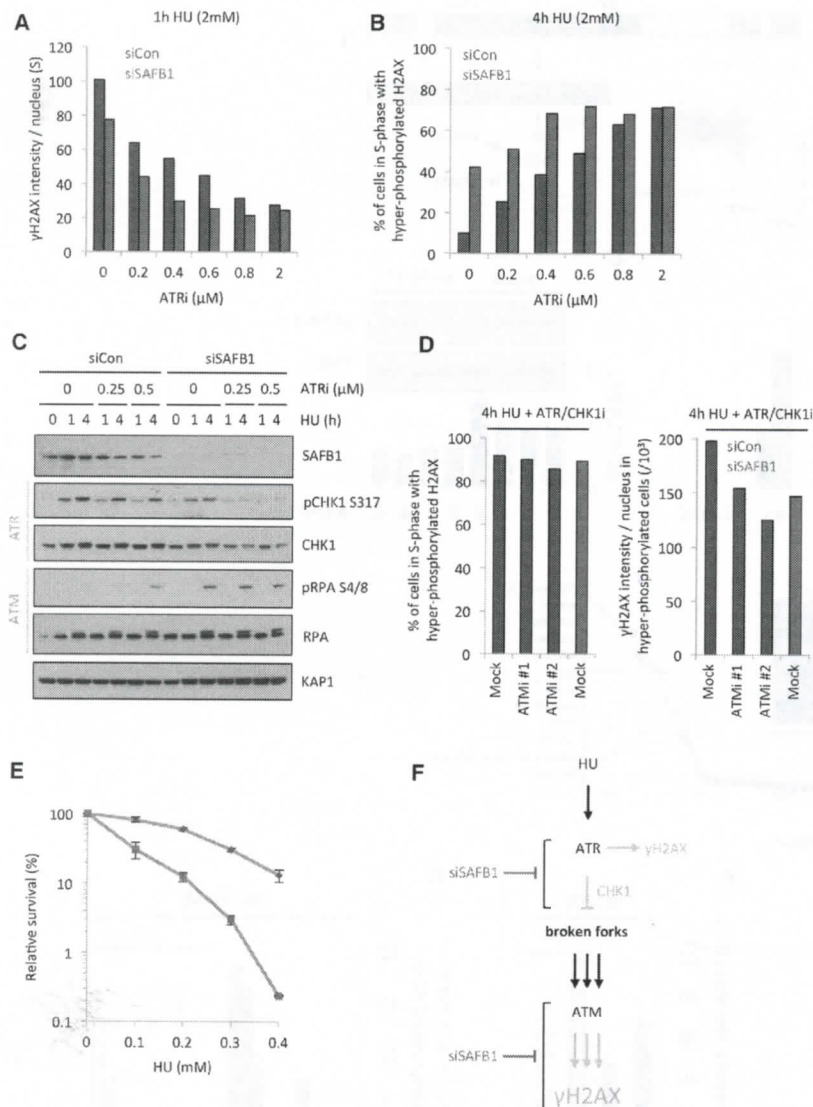 A
1h HU (2mM)
γH2AX intensity / nucleus (S)
120
100
80
60
40
20
0
siCon
siSAFB1
0 0.2 0.4 0.6 0.8 2
ATRi (μM)
B
4h HU (2mM)
% of cells in S-phase with
hyper-phosphorylated H2AX
100
80
60
40
20
0
siCon
siSAFB1
0 0.2 0.4 0.6 0.8 2
ATRi (μM)
C
siCon siSAFB1
0 0.25 0.5 0 0.25 0.5 ATRi (μM)
0 1 4 1 4 1 4 0 1 4 1 4 1 4 HU (h)
SAFB1
ATR
pCHK1 S317
CHK1
ATM
pRPA S4/8
RPA
KAP1
D
4h HU + ATR/CHK1i
% of cells in S-phase with
hyper-phosphorylated H2AX
100
80
60
40
20
0
Mock
ATMi #1
ATMi #2
Mock
4h HU + ATR/CHK1i
γH2AX intensity / nucleus in
hyper-phosphorylated cells (/10³)
200
150
100
50
0
siCon
siSAFB1
Mock
ATMi #1
ATMi #2
Mock
E
Relative survival (%)
100
10
1
0.1
0 0.1 0.2 0.3 0.4
HU (mM)
F
HU
ATR γH2AX
siSAFB1
CHK1
broken forks
ATM
siSAFB1
γH2AX